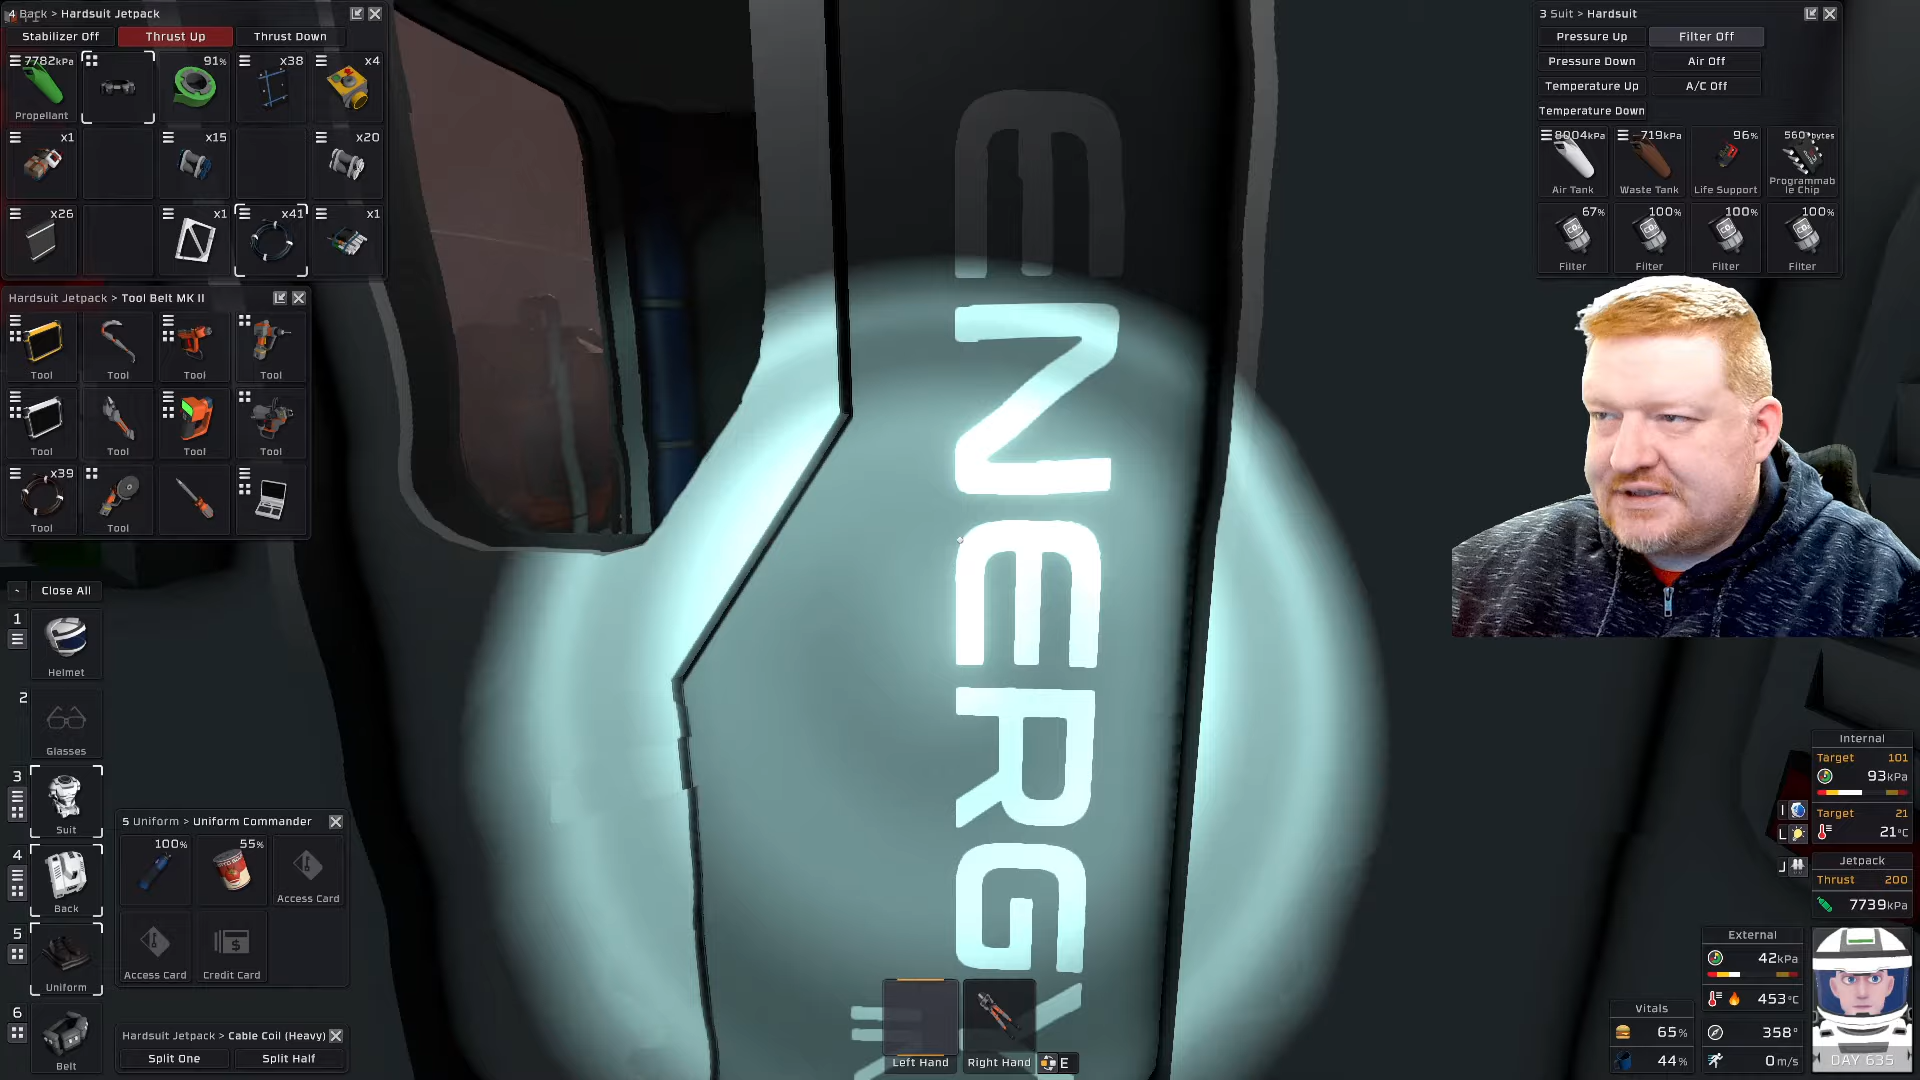 4 Back > Hardsuit Jetpack
Stabilizer Off
Thrust Up
Thrust Down
7782kPa
91%
x38
x4
Propellant
x1
x15
x20
x26
x1
x41
x1
Hardsuit Jetpack > Tool Belt MK II
Tool
Tool
Tool
Tool
Tool
Tool
Tool
Tool
x39
Tool
Tool
~
Close All
1
Helmet
2
Glasses
3
Suit
4
Back
5
Uniform
6
Belt
5 Uniform > Uniform Commander
100%
55%
Access Card
Access Card
Credit Card
Hardsuit Jetpack > Cable Coil (Heavy)
Split One
Split Half
ENERGY
Left Hand
Right Hand
E
3 Suit > Hardsuit
Pressure Up
Filter Off
Pressure Down
Air Off
Temperature Up
A/C Off
Temperature Down
8004kPa
719kPa
96%
560 bytes
Air Tank
Waste Tank
Life Support
Programmab
le Chip
67%
100%
100%
100%
Filter
Filter
Filter
Filter
Internal
Target 101
93kPa
Target 21
21°C
I
L
J
Jetpack
Thrust 200
7739kPa
External
42kPa
453°C
358°
0m/s
Vitals
65%
44%
DAY 635